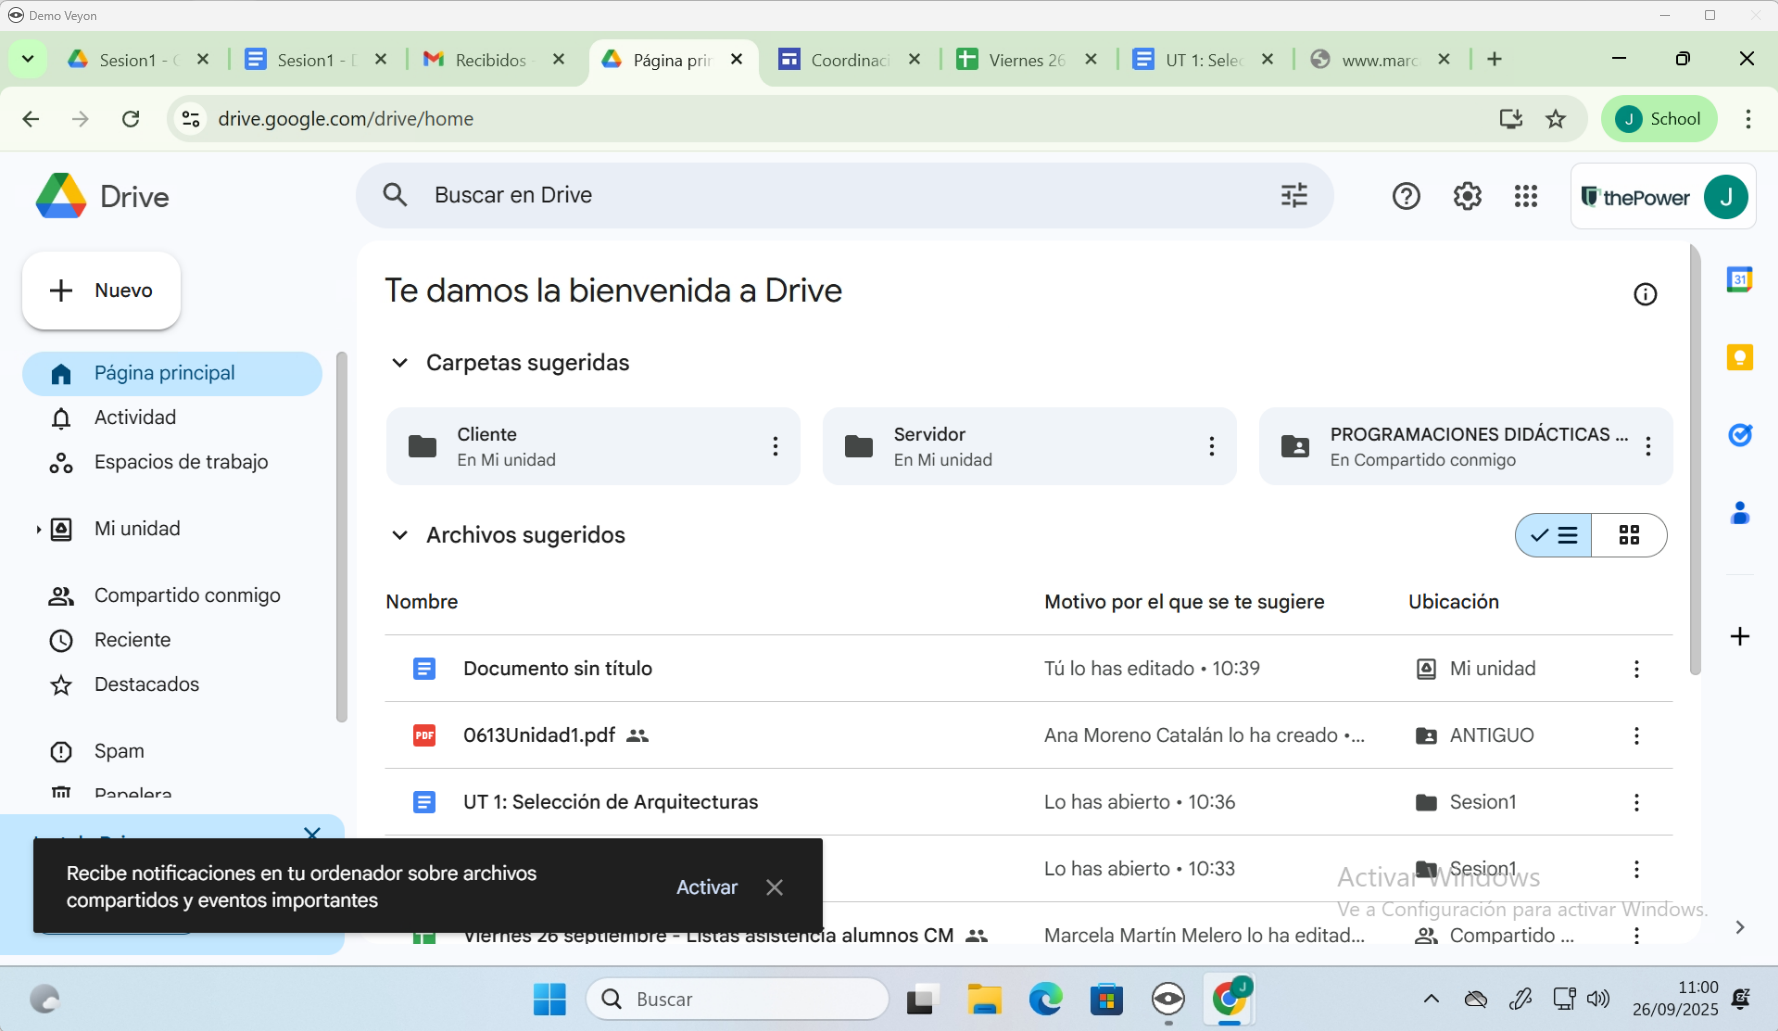 Demo Veyon
Sesion1 -
Sesion1 -
Recibidos
Página prin
Coordinaci
Viernes 26
UT 1: Selec
www.marc
drive.google.com/drive/home
J School
Drive
Buscar en Drive
thePower J
Nuevo
Te damos la bienvenida a Drive
31
Carpetas sugeridas
Página principal
Actividad
Espacios de trabajo
Mi unidad
Compartido conmigo
Reciente
Destacados
Spam
Papelera
Cliente
En Mi unidad
Servidor
En Mi unidad
PROGRAMACIONES DIDÁCTICAS ...
En Compartido conmigo
Archivos sugeridos
Nombre Motivo por el que se te sugiere Ubicación
Documento sin título Tú lo has editado • 10:39 Mi unidad
PDF 0613Unidad1.pdf Ana Moreno Catalán lo ha creado •... ANTIGUO
UT 1: Selección de Arquitecturas Lo has abierto • 10:36 Sesion1
Lo has abierto • 10:33 Sesion1
Viernes 26 septiembre - Listas asistencia alumnos CM Marcela Martín Melero lo ha editad... Compartido ...
Recibe notificaciones en tu ordenador sobre archivos
compartidos y eventos importantes
Activar
Activar Windows
Ve a Configuración para activar Windows.
Buscar
J
11:00
26/09/2025